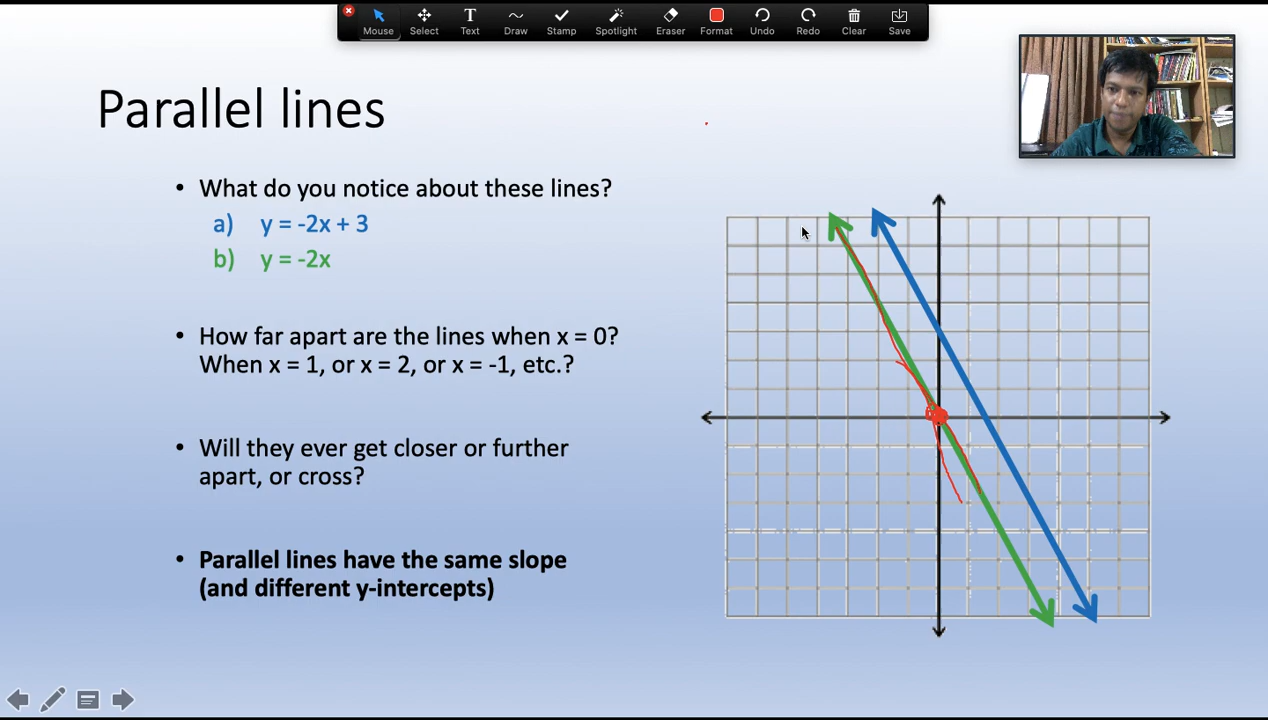 Mouse Select Text Draw Stamp Spotlight Eraser Format Undo Redo Clear Save
Parallel lines
• What do you notice about these lines?
a) y = -2x + 3
b) y = -2x
• How far apart are the lines when x = 0?
When x = 1, or x = 2, or x = -1, etc.?
• Will they ever get closer or further
apart, or cross?
• Parallel lines have the same slope
(and different y-intercepts)